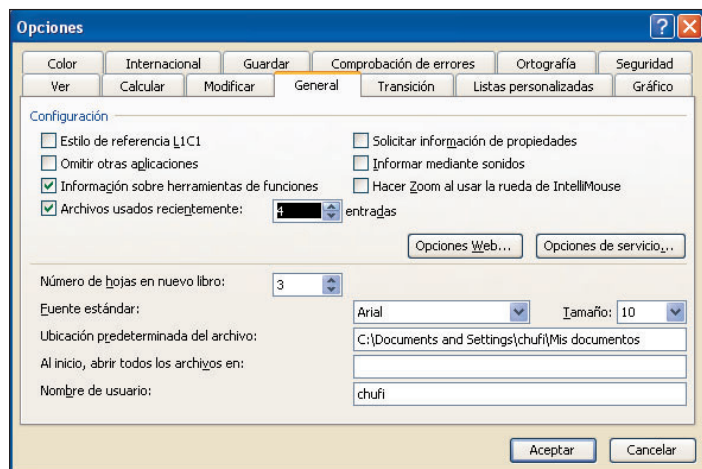 Opciones
Color Internacional Guardar Comprobación de errores Ortografía Seguridad
Ver Calcular Modificar General Transición Listas personalizadas Gráfico
Configuración
Estilo de referencia L1C1 Solicitar información de propiedades
Omitir otras aplicaciones Informar mediante sonidos
Información sobre herramientas de funciones Hacer Zoom al usar la rueda de IntelliMouse
Archivos usados recientemente: 4 entradas
Opciones Web... Opciones de servicio...
Número de hojas en nuevo libro: 3
Fuente estándar: Arial Tamaño: 10
Ubicación predeterminada del archivo: C:\Documents and Settings\chufi\Mis documentos
Al inicio, abrir todos los archivos en:
Nombre de usuario: chufi
Aceptar Cancelar